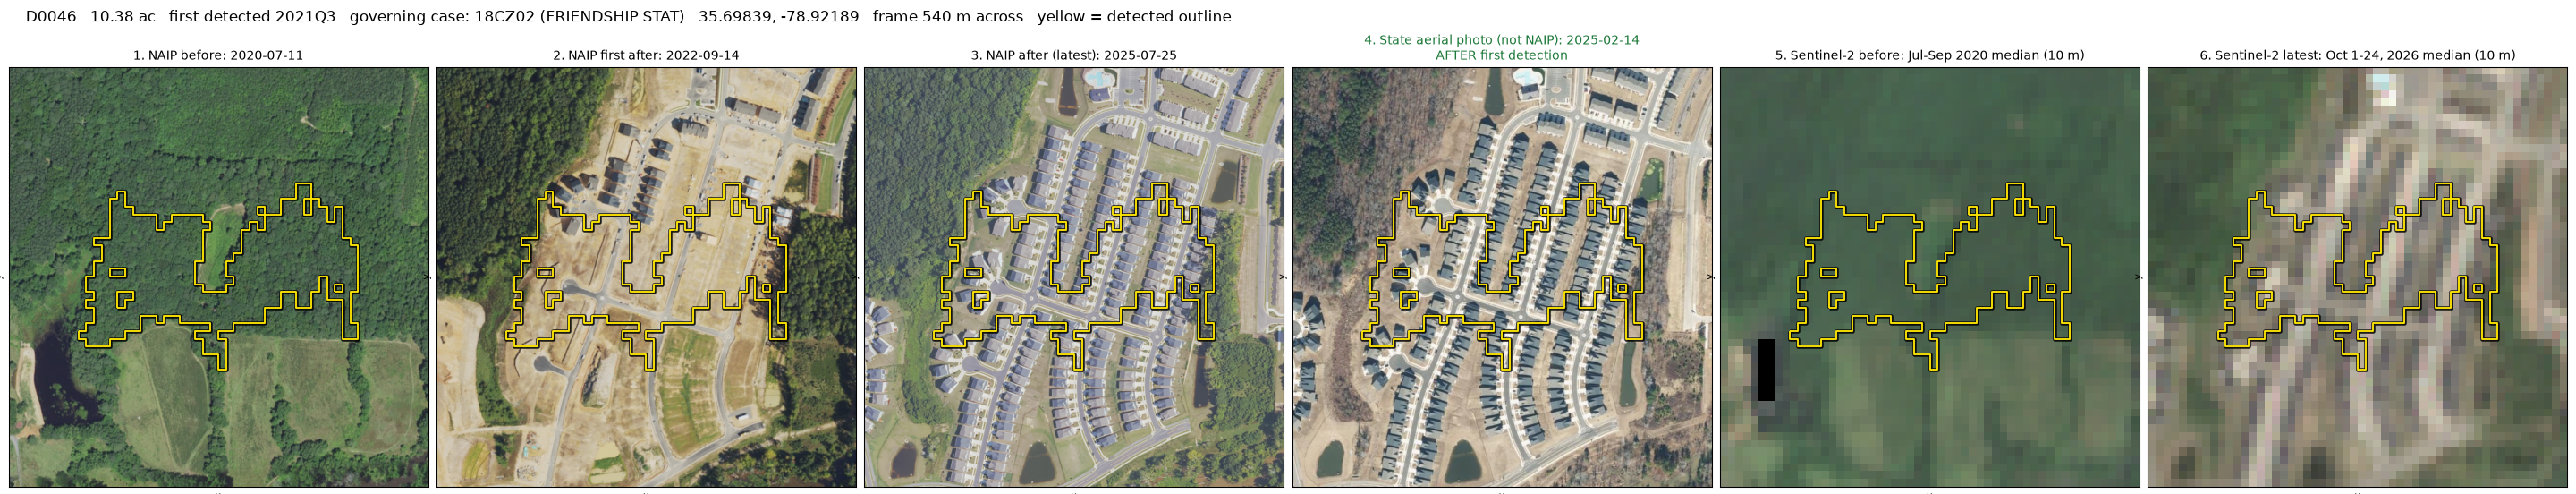 D0046 10.38 ac first detected 2021Q3 governing case: 18CZ02 (FRIENDSHIP STAT) 35.69839, -78.92189 frame 540 m across yellow = detected outline
1. NAIP before: 2020-07-11
2. NAIP first after: 2022-09-14
3. NAIP after (latest): 2025-07-25
4. State aerial photo (not NAIP): 2025-02-14
AFTER first detection
5. Sentinel-2 before: Jul-Sep 2020 median (10 m)
6. Sentinel-2 latest: Oct 1-24, 2026 median (10 m)